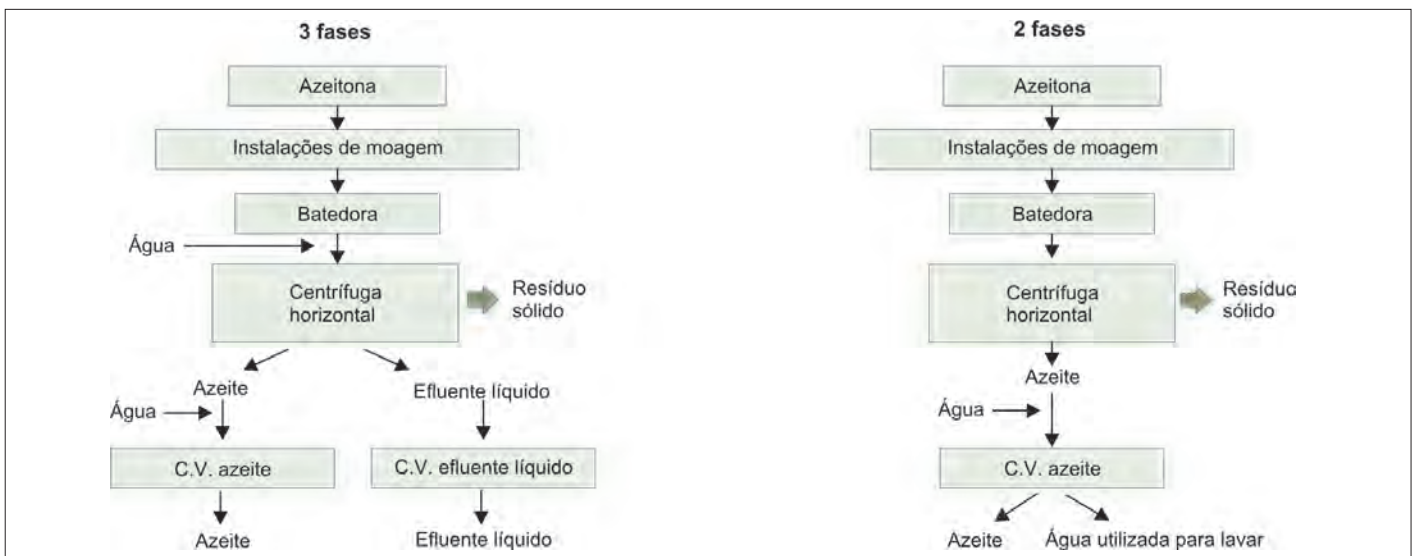 3 fases
Azeitona
Instalações de moagem
Batedora
Água
Centrífuga
horizontal
Resíduo
sólido
Azeite
Efluente líquido
Água
C.V. azeite
C.V. efluente líquido
Azeite
Efluente líquido
2 fases
Azeitona
Instalações de moagem
Batedora
Centrífuga
horizontal
Resíduo
sólido
Azeite
Água
C.V. azeite
Azeite
Água utilizada para lavar